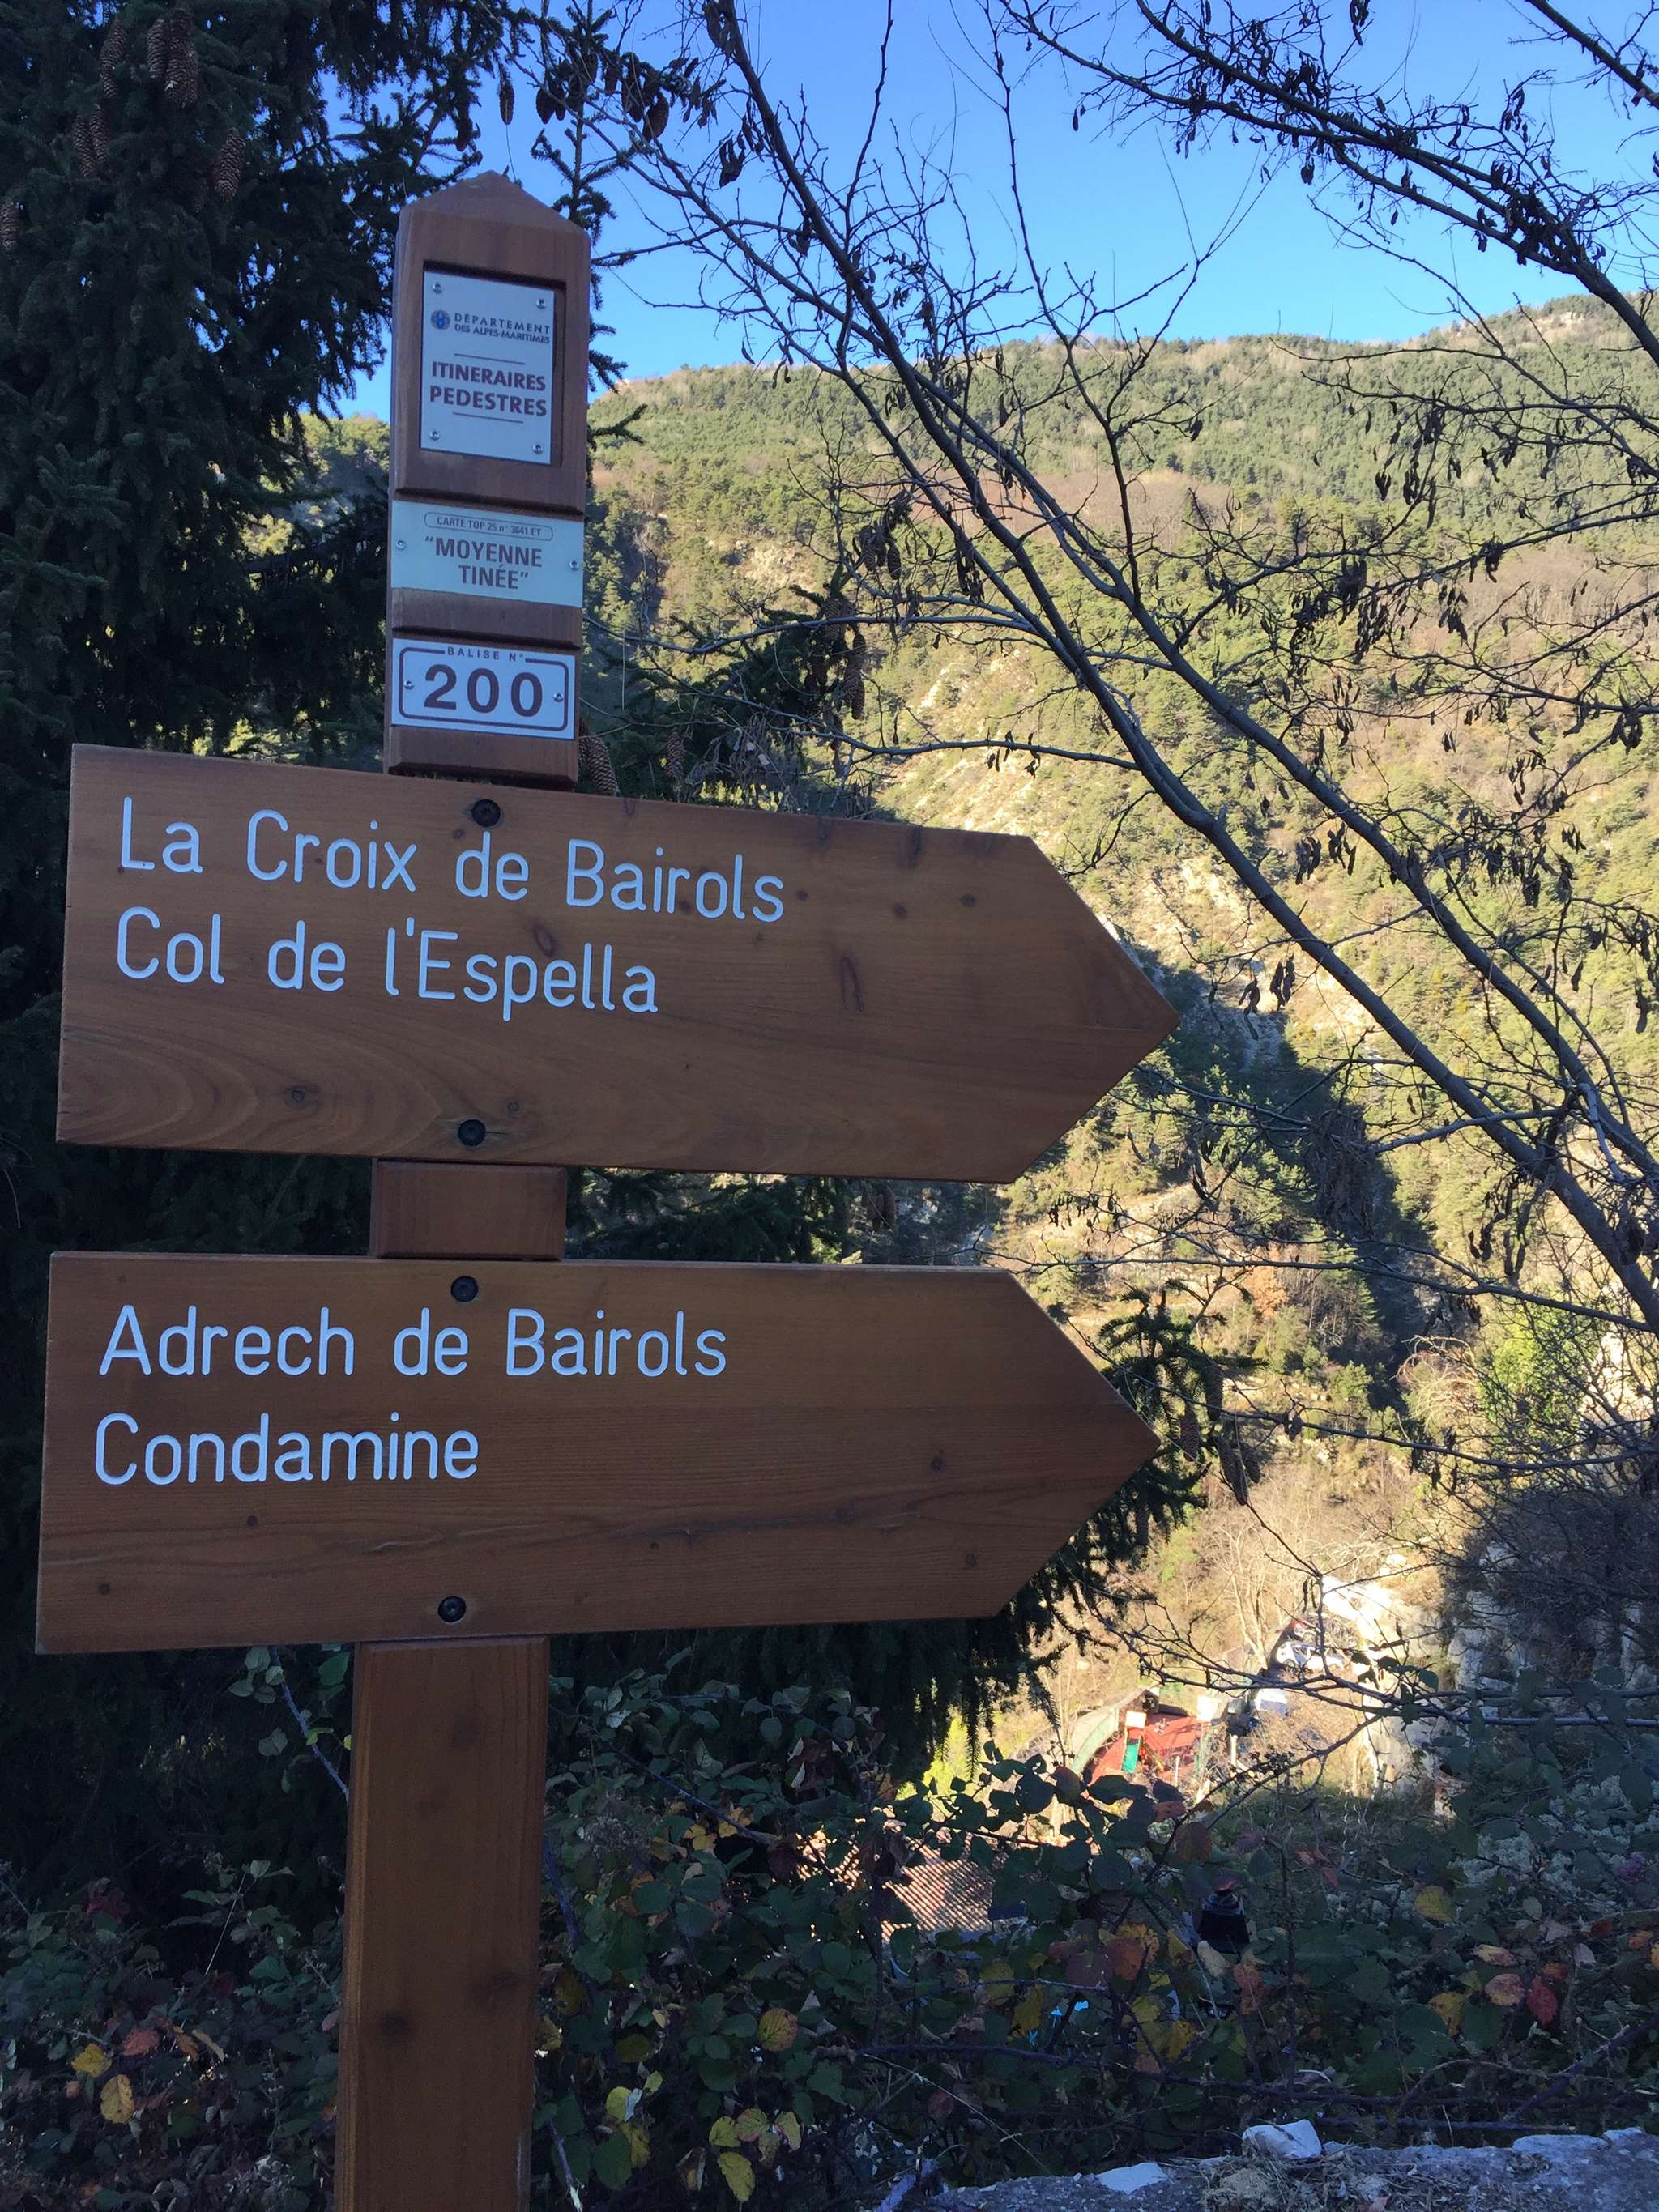 DÉPARTEMENT
DES ALPES-MARITIMES
ITINERAIRES
PEDESTRES
CARTE TOP 25 n° 3641 ET
"MOYENNE
TINÉE"
BALISE N°
200
La Croix de Bairols
Col de l'Espella
Adrech de Bairols
Condamine